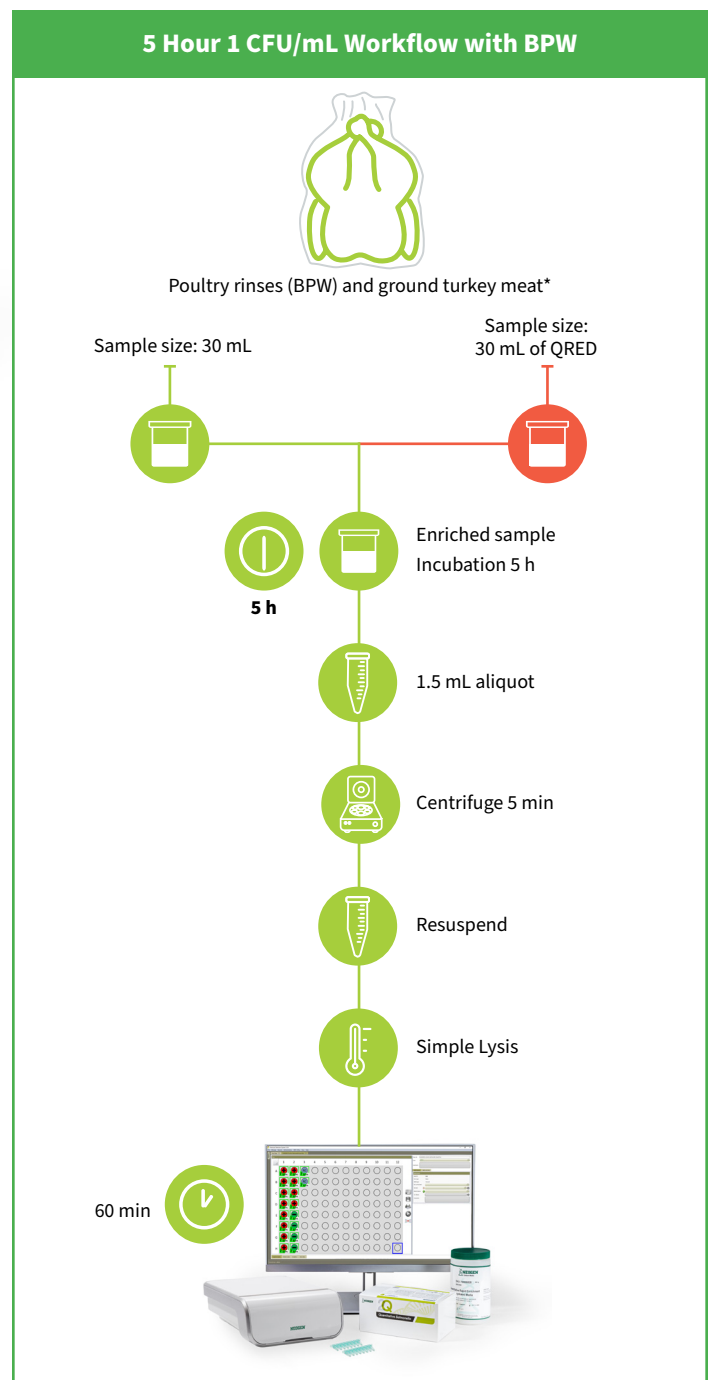 5 Hour 1 CFU/mL Workflow with BPW
Poultry rinses (BPW) and ground turkey meat*
Sample size: 30 mL
Sample size:
30 mL of QRED
Enriched sample
Incubation 5 h
5 h
1.5 mL aliquot
Centrifuge 5 min
Resuspend
Simple Lysis
60 min
NEOGEN
Q